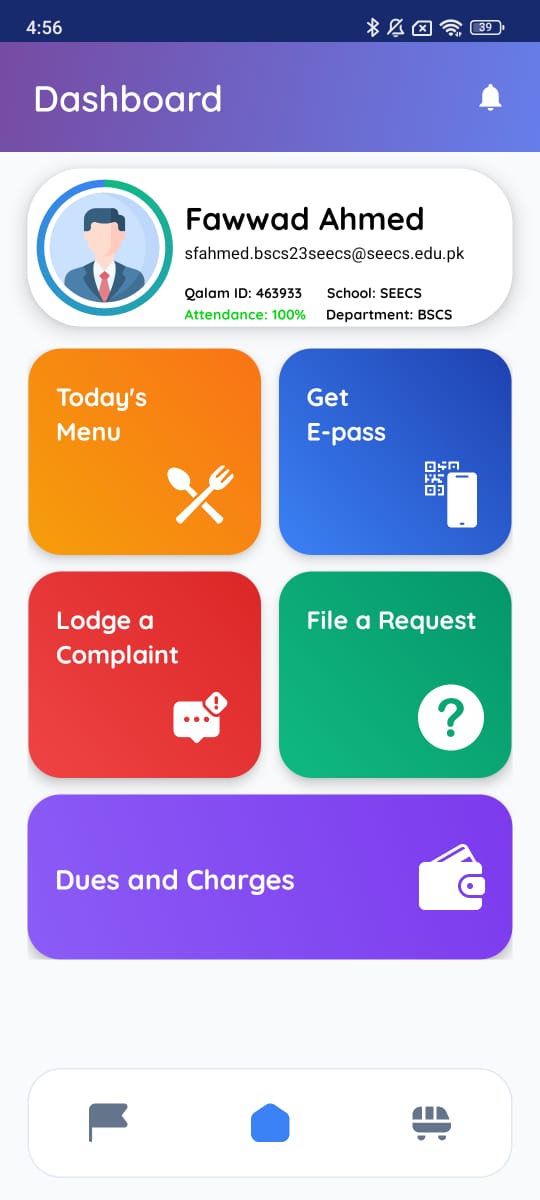 4:56
39
Dashboard
Fawwad Ahmed
sfahmed.bscs23seecs@seecs.edu.pk
Qalam ID: 463933 School: SEECS
Attendance: 100% Department: BSCS
Today's
Menu
Get
E-pass
Lodge a
Complaint
File a Request
Dues and Charges